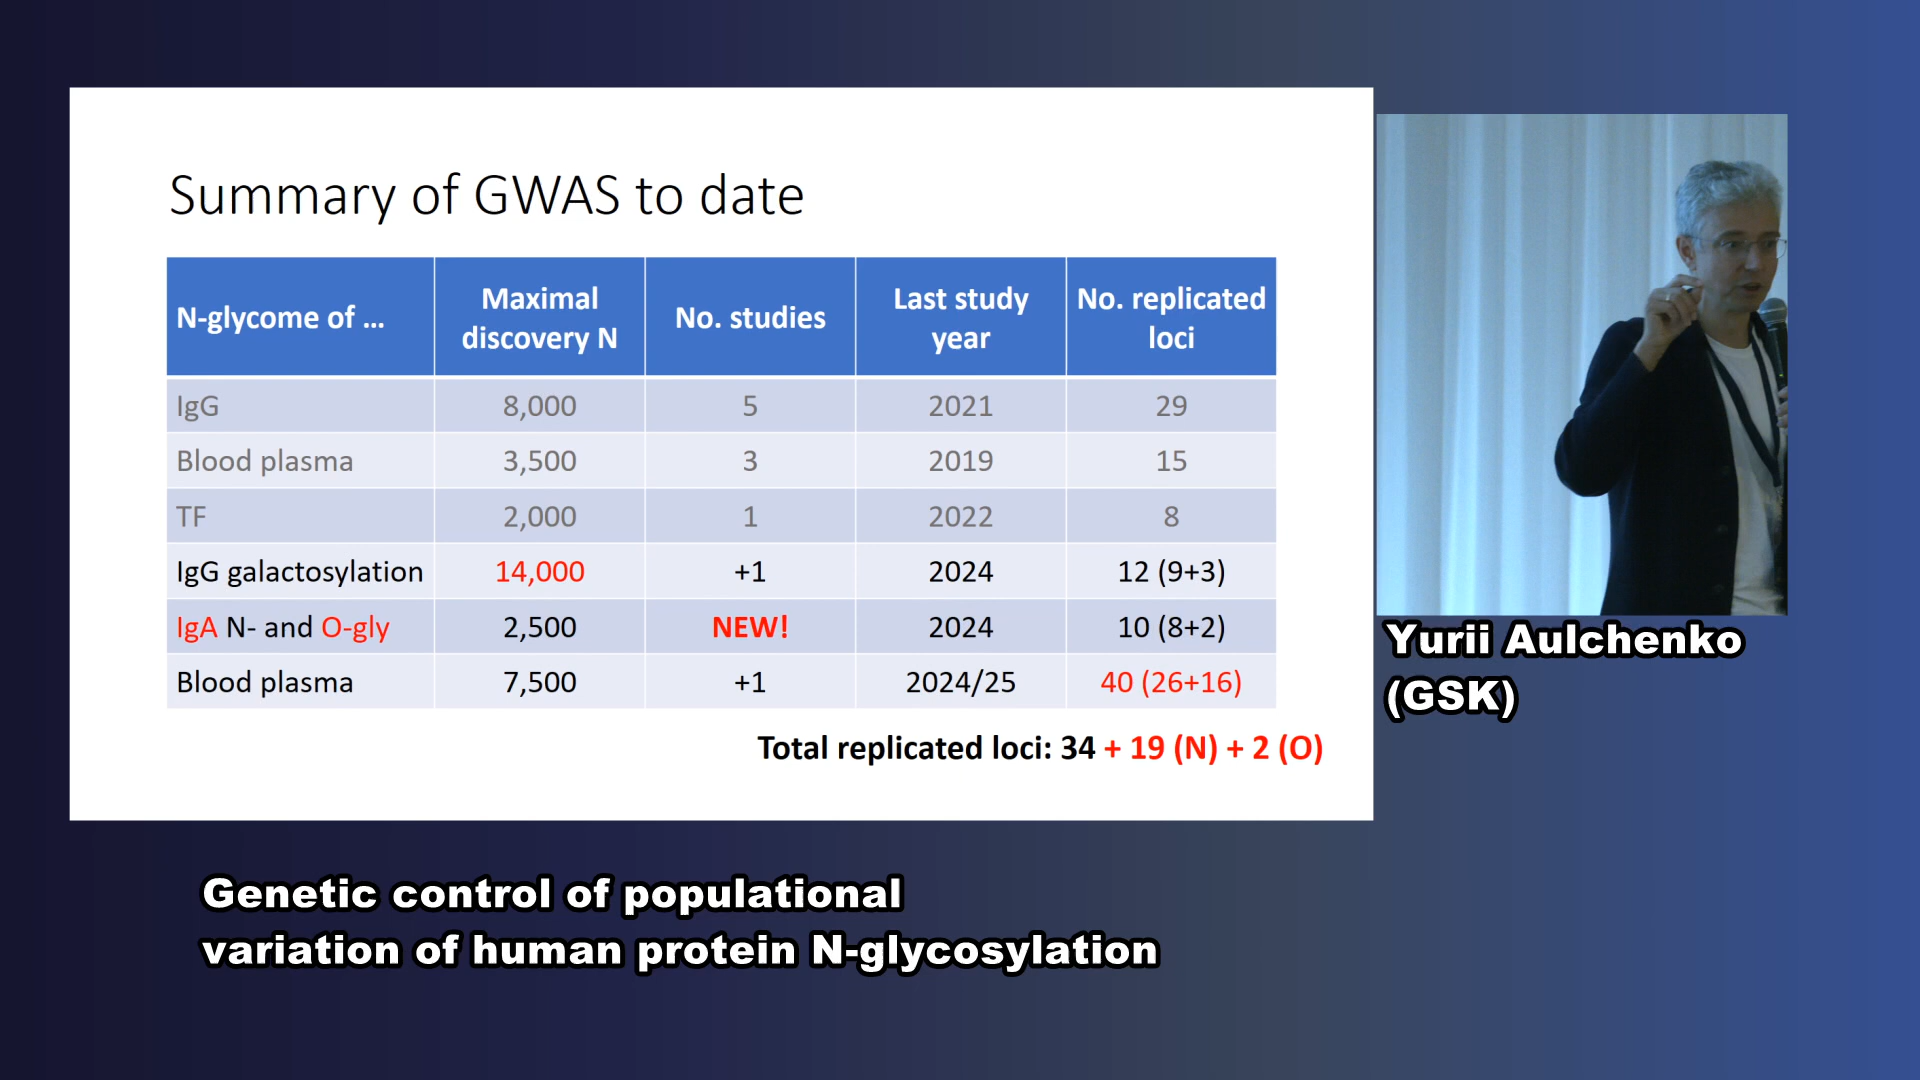 Summary of GWAS to date
N-glycome of ... Maximal discovery N No. studies Last study year No. replicated loci
IgG 8,000 5 2021 29
Blood plasma 3,500 3 2019 15
TF 2,000 1 2022 8
IgG galactosylation 14,000 +1 2024 12 (9+3)
IgA N- and O-gly 2,500 NEW! 2024 10 (8+2)
Blood plasma 7,500 +1 2024/25 40 (26+16)
Total replicated loci: 34 + 19 (N) + 2 (O)
Yurii Aulchenko
(GSK)
Genetic control of populational
variation of human protein N-glycosylation